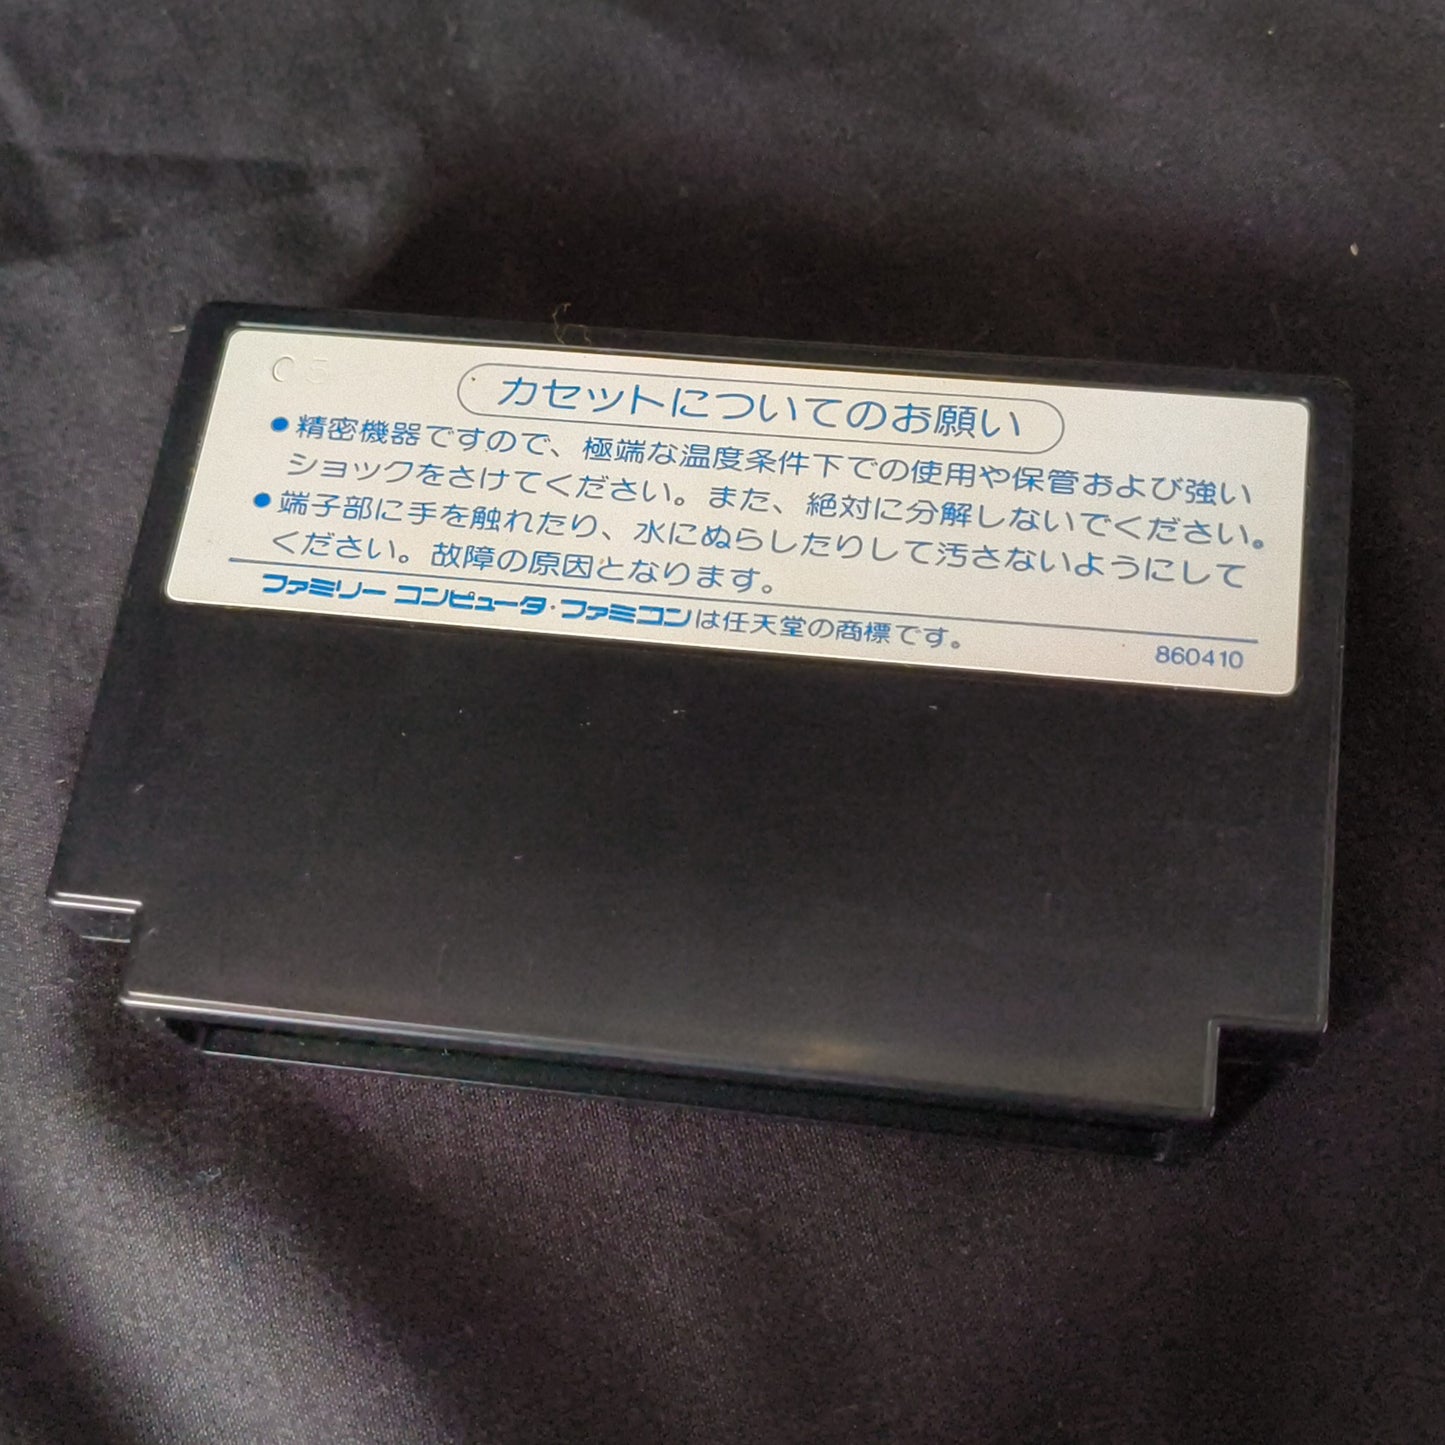 C 5
カセットについてのお願い
●精密機器ですので、極端な温度条件下での使用や保管および強い
ショックをさけてください。また、絶対に分解しないでください。
●端子部に手を触れたり、水にぬらしたりして汚さないようにして
ください。故障の原因となります。
ファミリー コンピュータ・ファミコンは任天堂の商標です。
860410